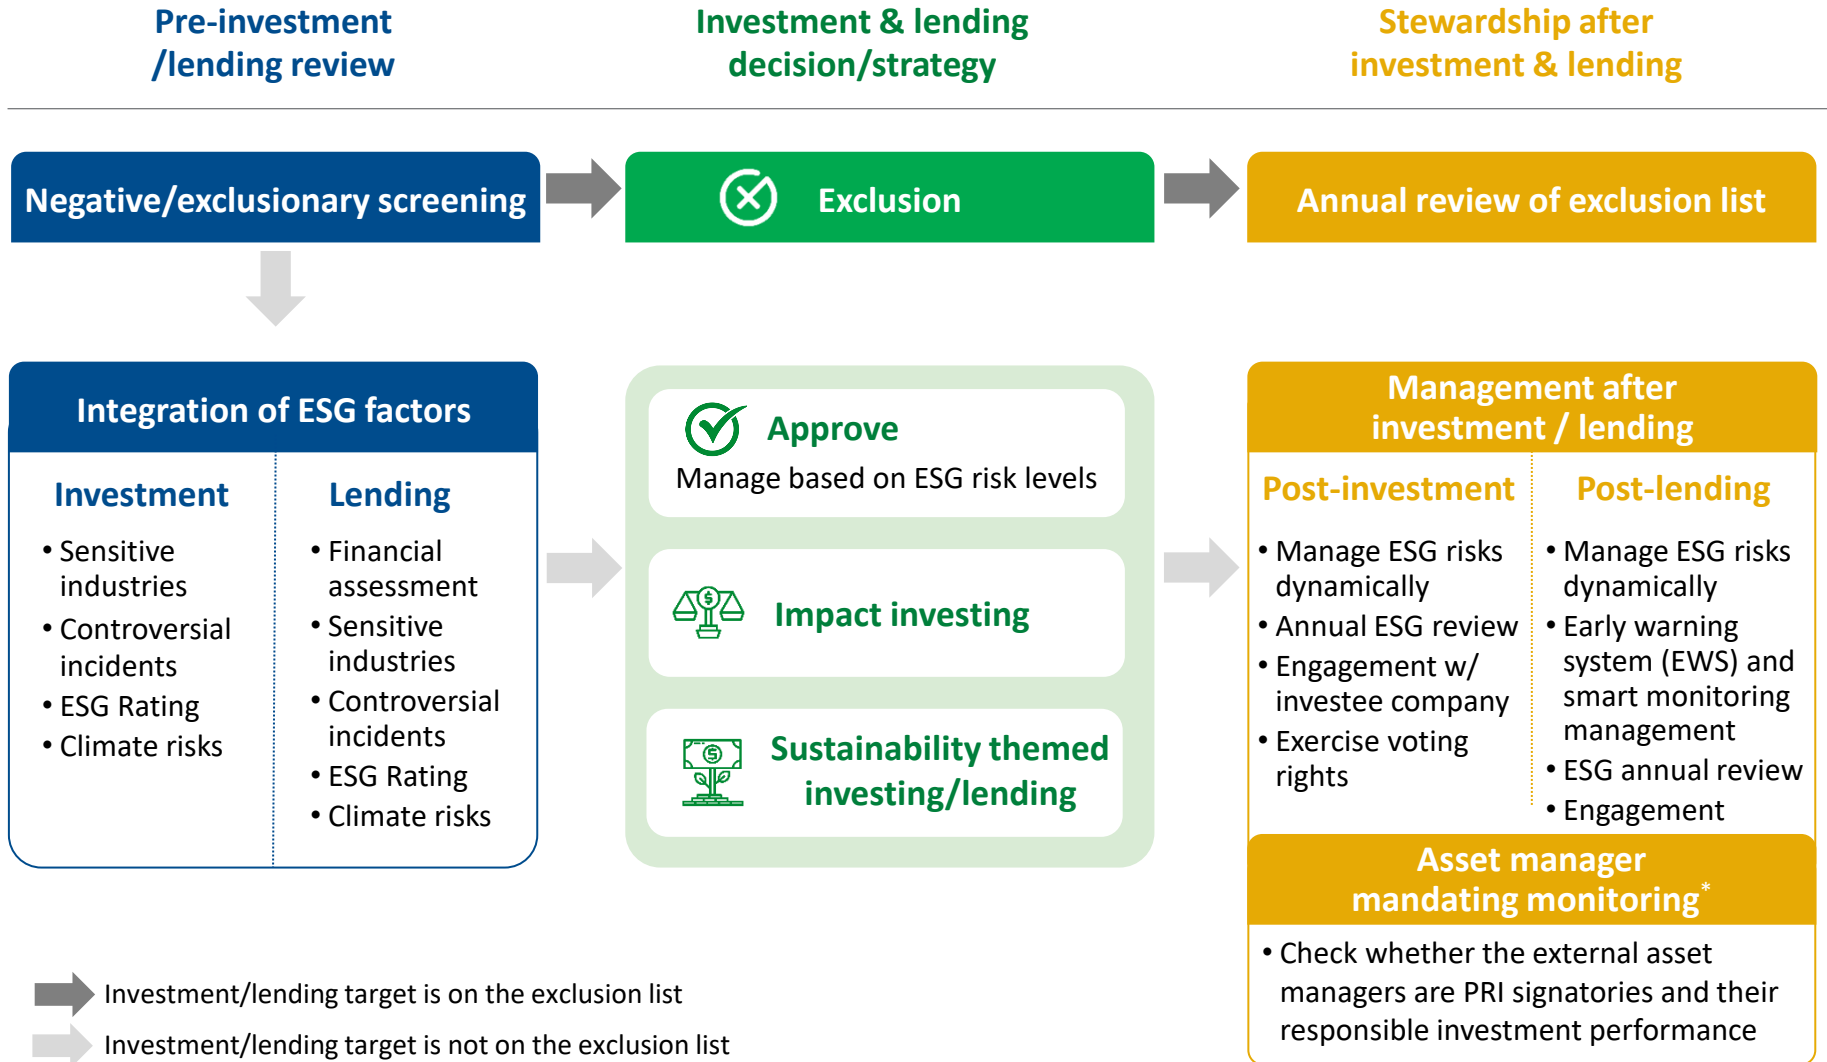 Pre-investment
/lending review
Investment & lending
decision/strategy
Stewardship after
investment & lending
Negative/exclusionary screening
Exclusion
Annual review of exclusion list
Integration of ESG factors
Investment
• Sensitive
industries
• Controversial
incidents
• ESG Rating
• Climate risks
Lending
• Financial
assessment
• Sensitive
industries
• Controversial
incidents
• ESG Rating
• Climate risks
Approve
Manage based on ESG risk levels
Impact investing
Sustainability themed
investing/lending
Management after
investment / lending
Post-investment
• Manage ESG risks
dynamically
• Annual ESG review
• Engagement w/
investee company
• Exercise voting
rights
Post-lending
• Manage ESG risks
dynamically
• Early warning
system (EWS) and
smart monitoring
management
• ESG annual review
• Engagement
Asset manager
mandating monitoring*
• Check whether the external asset
managers are PRI signatories and their
responsible investment performance
Investment/lending target is on the exclusion list
Investment/lending target is not on the exclusion list